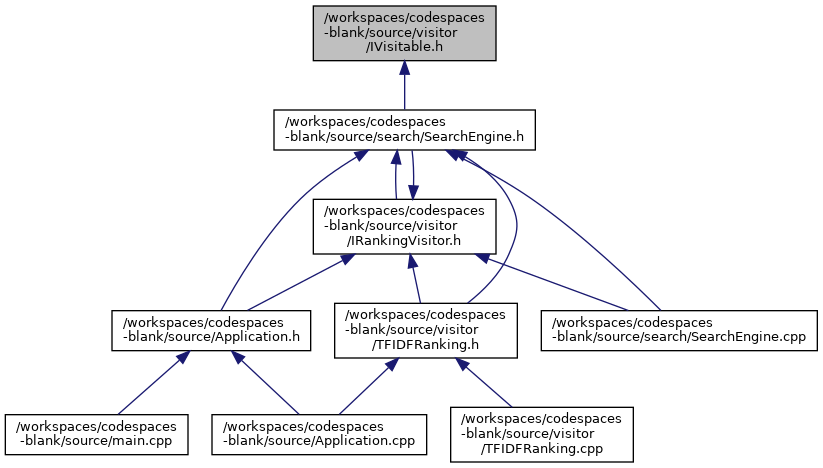 /workspaces/codespaces
-blank/source/visitor
/IVisitable.h
/workspaces/codespaces
-blank/source/search/SearchEngine.h
/workspaces/codespaces
-blank/source/visitor
/IRankingVisitor.h
/workspaces/codespaces
-blank/source/Application.h
/workspaces/codespaces
-blank/source/visitor
/TFIDFRanking.h
/workspaces/codespaces
-blank/source/search/SearchEngine.cpp
/workspaces/codespaces
-blank/source/main.cpp
/workspaces/codespaces
-blank/source/Application.cpp
/workspaces/codespaces
-blank/source/visitor
/TFIDFRanking.cpp